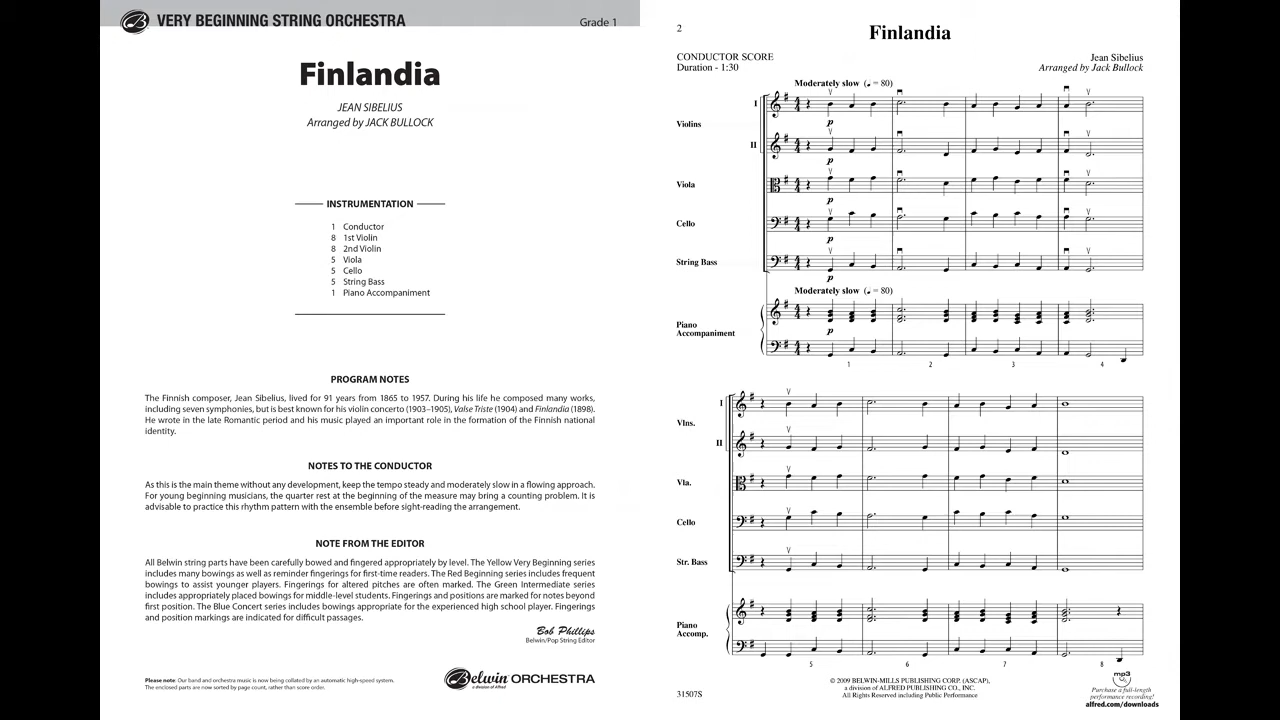 VERY BEGINNING STRING ORCHESTRA
Grade 1
Finlandia
JEAN SIBELIUS
Arranged by JACK BULLOCK
INSTRUMENTATION
1 Conductor
8 1st Violin
8 2nd Violin
5 Viola
5 Cello
5 String Bass
1 Piano Accompaniment
PROGRAM NOTES
The Finnish composer, Jean Sibelius, lived for 91 years from 1865 to 1957. During his life he composed many works,
including seven symphonies, but is best known for his violin concerto (1903–1905), Valse Triste (1904) and Finlandia (1898).
He wrote in the late Romantic period and his music played an important role in the formation of the Finnish national
identity.
NOTES TO THE CONDUCTOR
As this is the main theme without any development, keep the tempo steady and moderately slow in a flowing approach.
For young beginning musicians, the quarter rest at the beginning of the measure may bring a counting problem. It is
advisable to practice this rhythm pattern with the ensemble before sight-reading the arrangement.
NOTE FROM THE EDITOR
All Belwin string parts have been carefully bowed and fingered appropriately by level. The Yellow Very Beginning series
includes many bowings as well as reminder fingerings for first-time readers. The Red Beginning series includes frequent
bowings to assist younger players. Fingerings for altered pitches are often marked. The Green Intermediate series
includes appropriately placed bowings for middle-level students. Fingerings and positions are marked for notes beyond
first position. The Blue Concert series includes bowings appropriate for the experienced high school player. Fingerings
and position markings are indicated for difficult passages.
Bob Phillips
Belwin/Pop String Editor
Please note: Our band and orchestra music is now being collated by an automatic high-speed system.
The enclosed parts are now sorted by page count, rather than score order.
Belwin ORCHESTRA
a division of Alfred
2
Finlandia
CONDUCTOR SCORE
Duration - 1:30
Jean Sibelius
Arranged by Jack Bullock
Moderately slow (♩ = 80)
Violins
I
p
II
p
Viola
p
Cello
p
String Bass
p
Moderately slow (♩ = 80)
Piano
Accompaniment
p
1 2 3 4
Vlns.
I
II
Vla.
Cello
Str. Bass
Piano
Accomp.
5 6 7 8
31507S
© 2009 BELWIN-MILLS PUBLISHING CORP. (ASCAP),
a division of ALFRED PUBLISHING CO., INC.
All Rights Reserved including Public Performance
mp3
Purchase a full-length
performance recording!
alfred.com/downloads